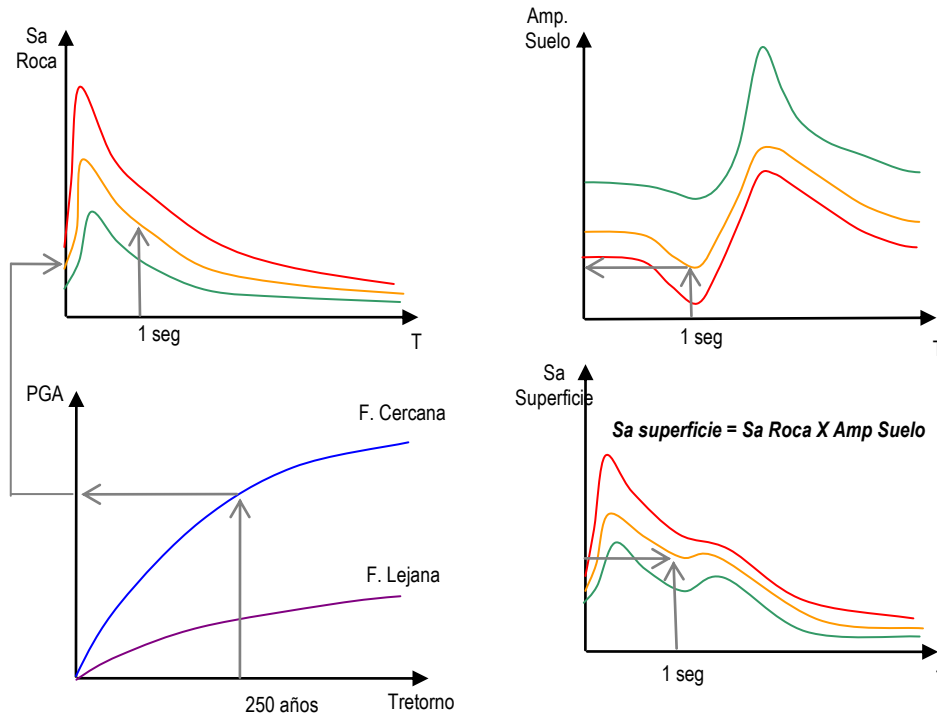 Sa
Roca
1 seg
T
Amp.
Suelo
1 seg
T
PGA
F. Cercana
F. Lejana
250 años
Tretorno
Sa
Superficie
Sa superficie = Sa Roca X Amp Suelo
1 seg